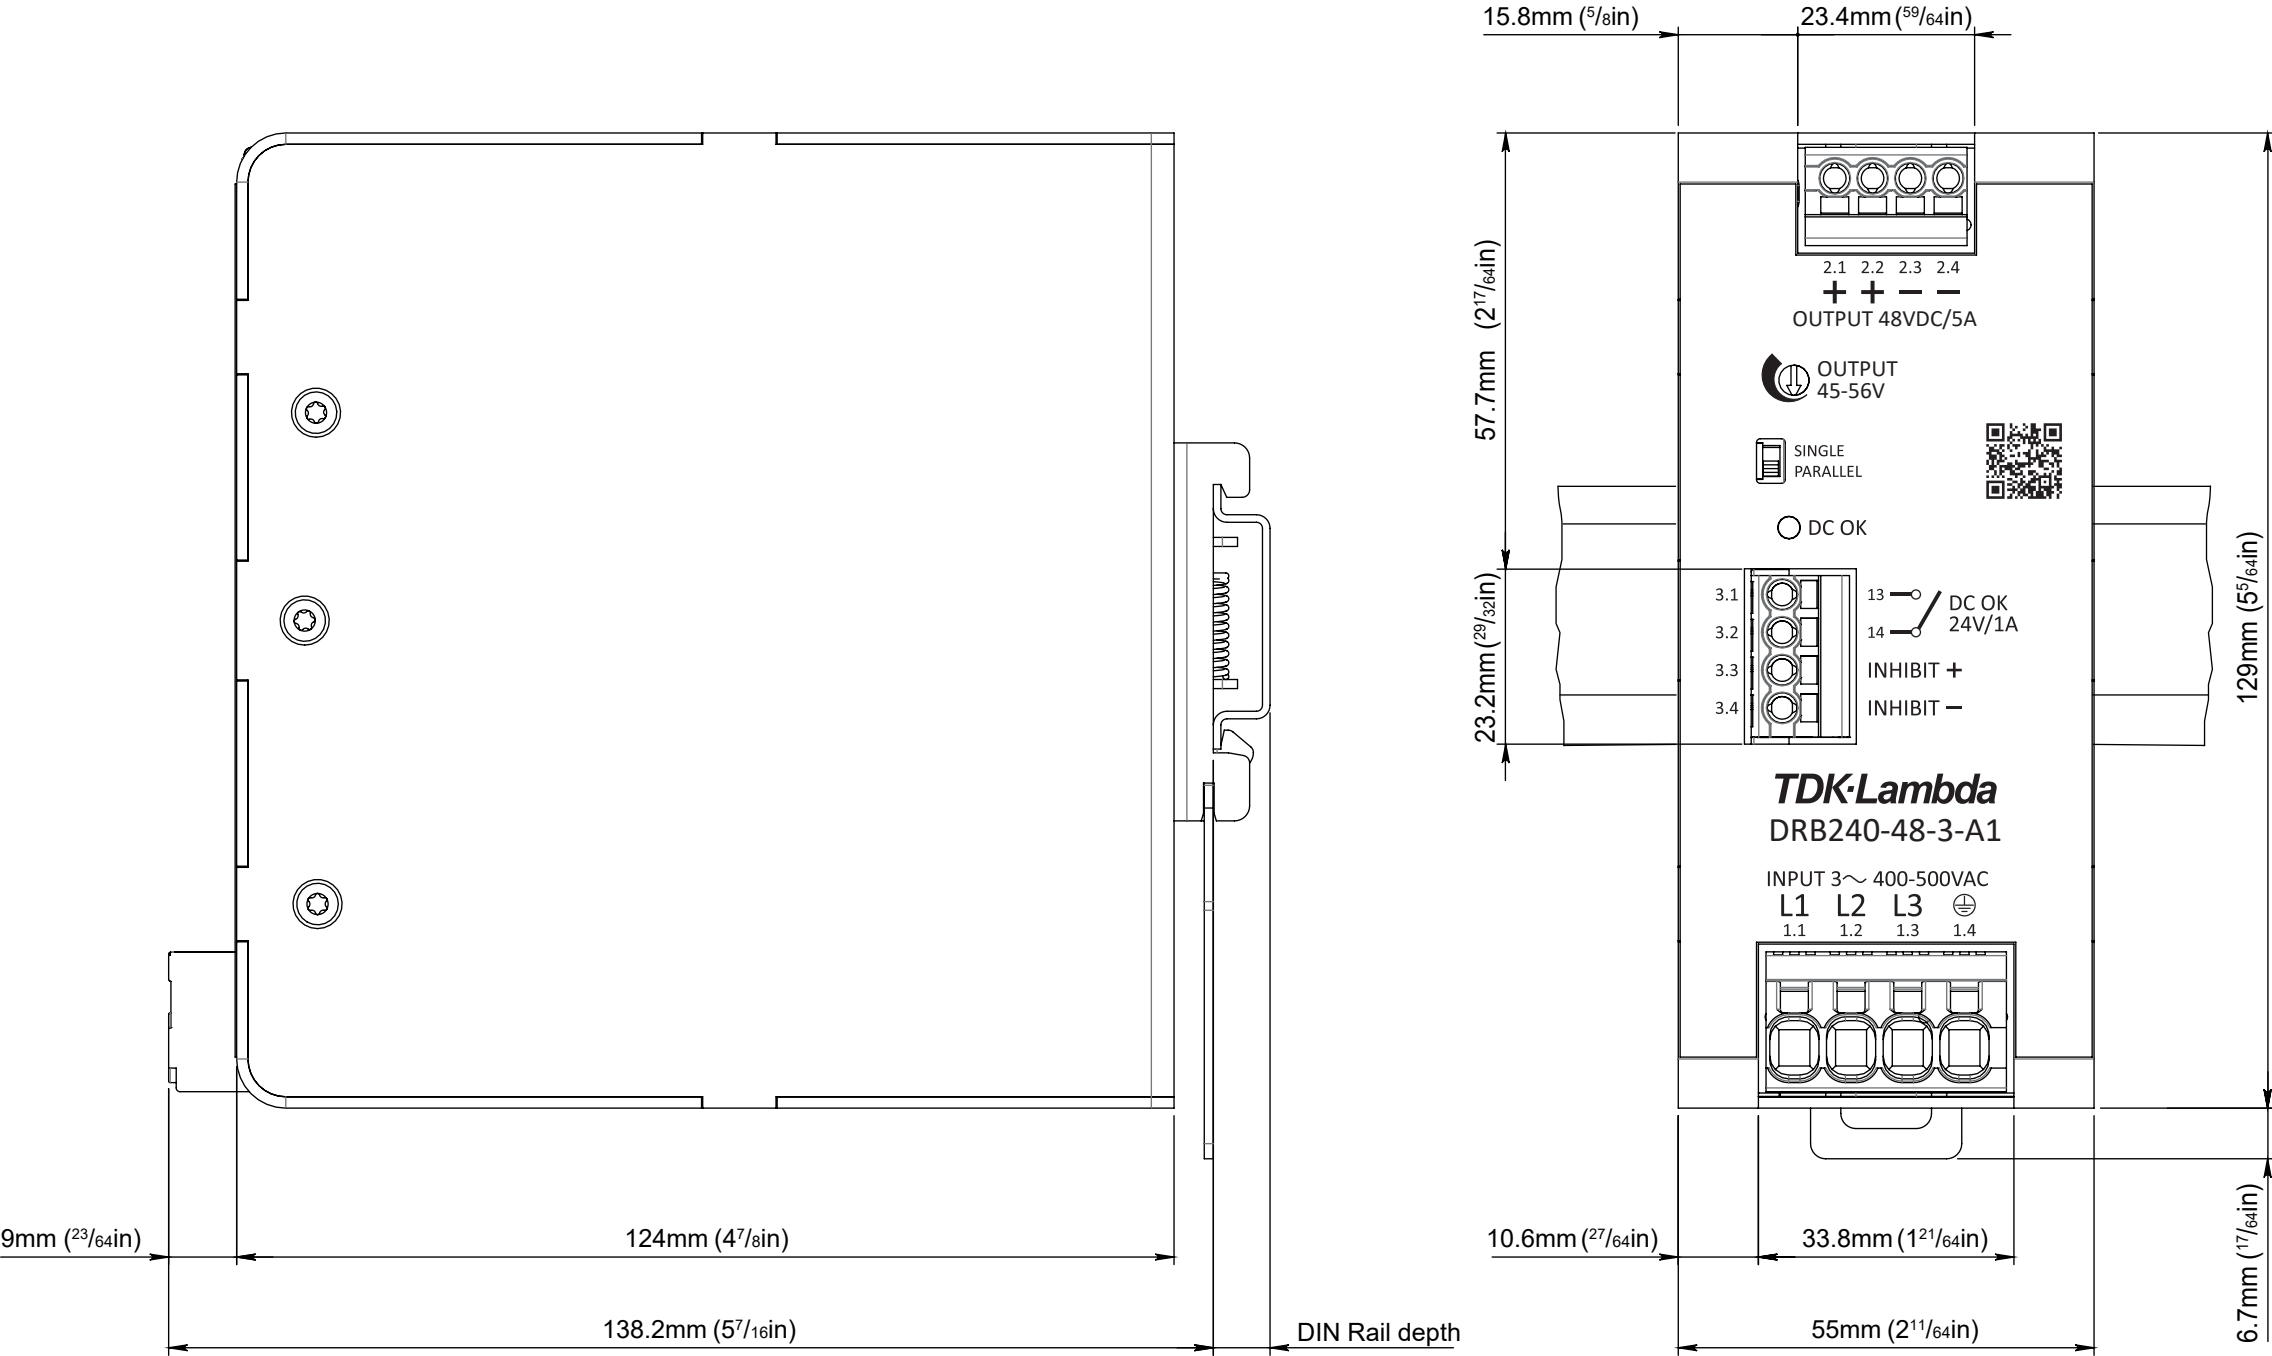 15.8mm (5/8in)
23.4mm (59/64in)
2.1 2.2 2.3 2.4
+ + − −
OUTPUT 48VDC/5A
OUTPUT
45-56V
SINGLE
PARALLEL
DC OK
57.7mm (2 17/64in)
23.2mm (29/32in)
3.1
3.2
3.3
3.4
13
14
DC OK
24V/1A
INHIBIT +
INHIBIT −
129mm (5 5/64in)
TDK·Lambda
DRB240-48-3-A1
INPUT 3～ 400-500VAC
L1 L2 L3 ⏚
1.1 1.2 1.3 1.4
9mm (23/64in)
124mm (4 7/8in)
138.2mm (5 7/16in)
DIN Rail depth
10.6mm (27/64in)
33.8mm (1 21/64in)
55mm (2 11/64in)
6.7mm (17/64in)